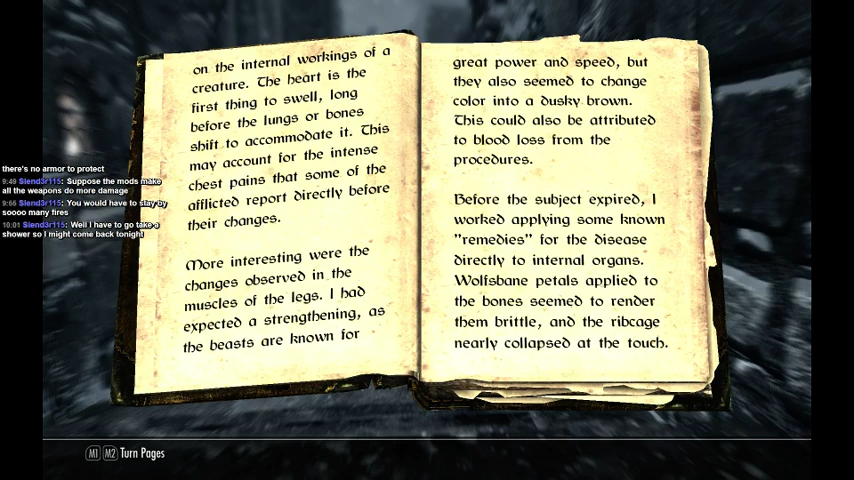 there's no armor to protect
9:49 Slend3r115: Suppose the mods make
all the weapons do more damage
9:56 Slend3r115: You would have to stay by
soooo many fires
10:01 Slend3r115: Well I have to go take a
shower so I might come back tonight
on the internal workings of a
creature. The heart is the
first thing to swell, long
before the lungs or bones
shift to accommodate it. This
may account for the intense
chest pains that some of the
afflicted report directly before
their changes.
More interesting were the
changes observed in the
muscles of the legs. I had
expected a strengthening, as
the beasts are known for
great power and speed, but
they also seemed to change
color into a dusky brown.
This could also be attributed
to blood loss from the
procedures.
Before the subject expired, I
worked applying some known
"remedies" for the disease
directly to internal organs.
Wolfsbane petals applied to
the bones seemed to render
them brittle, and the ribcage
nearly collapsed at the touch.
M1 M2 Turn Pages